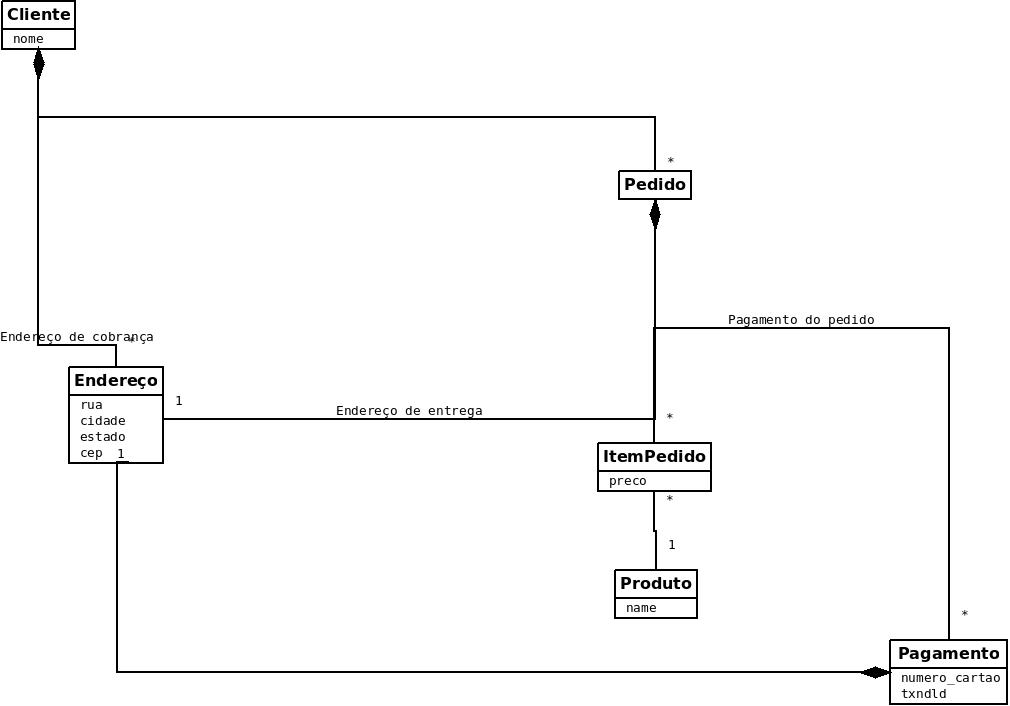 Cliente
nome
*
Pedido
Pagamento do pedido
Endereço de cobrança
*
Endereço
1
rua
Endereço de entrega
*
cidade
estado
cep 1
ItemPedido
preco
*
1
Produto
name
*
Pagamento
numero_cartao
txndld